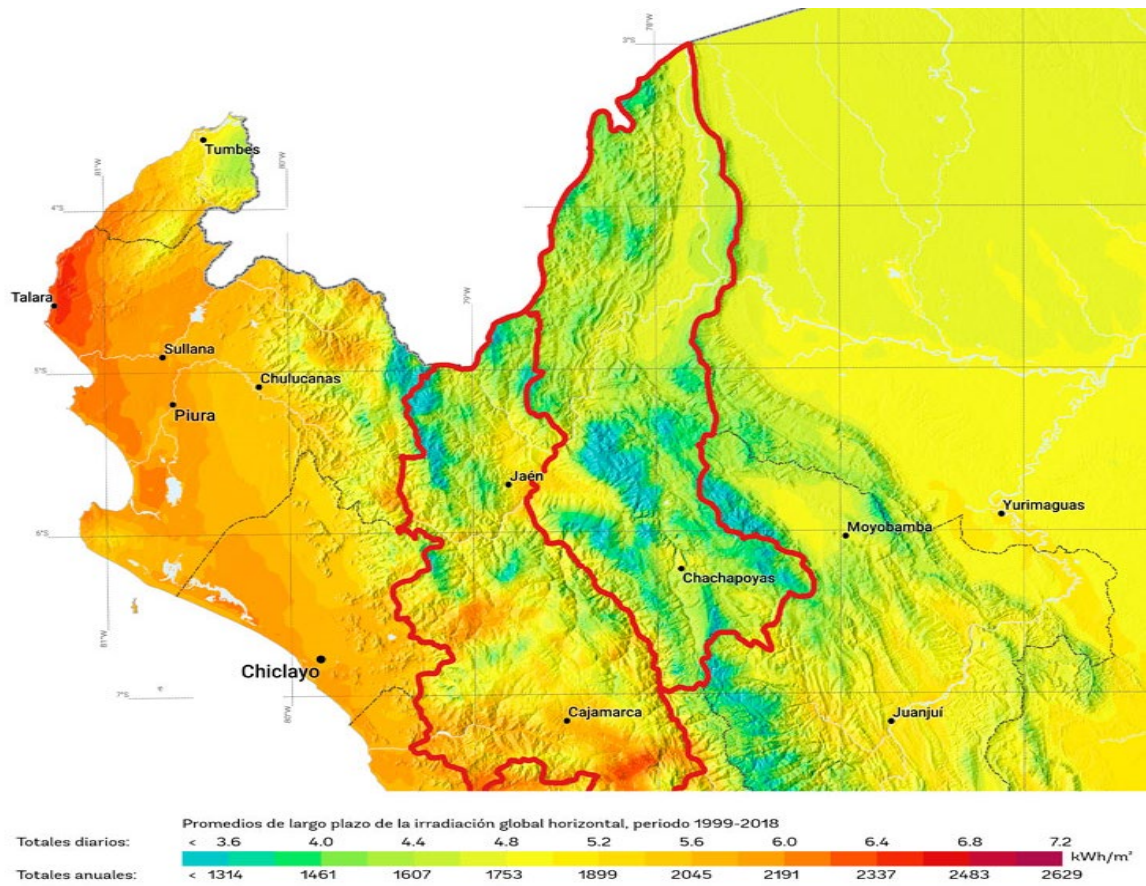 78°W
3°S
Tumbes
81°W
80°W
4°S
Talara
79°W
Sullana
5°S
Chulucanas
Piura
Jaén
Yurimaguas
6°S
Moyobamba
Chachapoyas
81°W
Chiclayo
7°S
80°W
Cajamarca
Juanjuí
Promedios de largo plazo de la irradiación global horizontal, periodo 1999-2018
Totales diarios: < 3.6 4.0 4.4 4.8 5.2 5.6 6.0 6.4 6.8 7.2
kWh/m²
Totales anuales: < 1314 1461 1607 1753 1899 2045 2191 2337 2483 2629